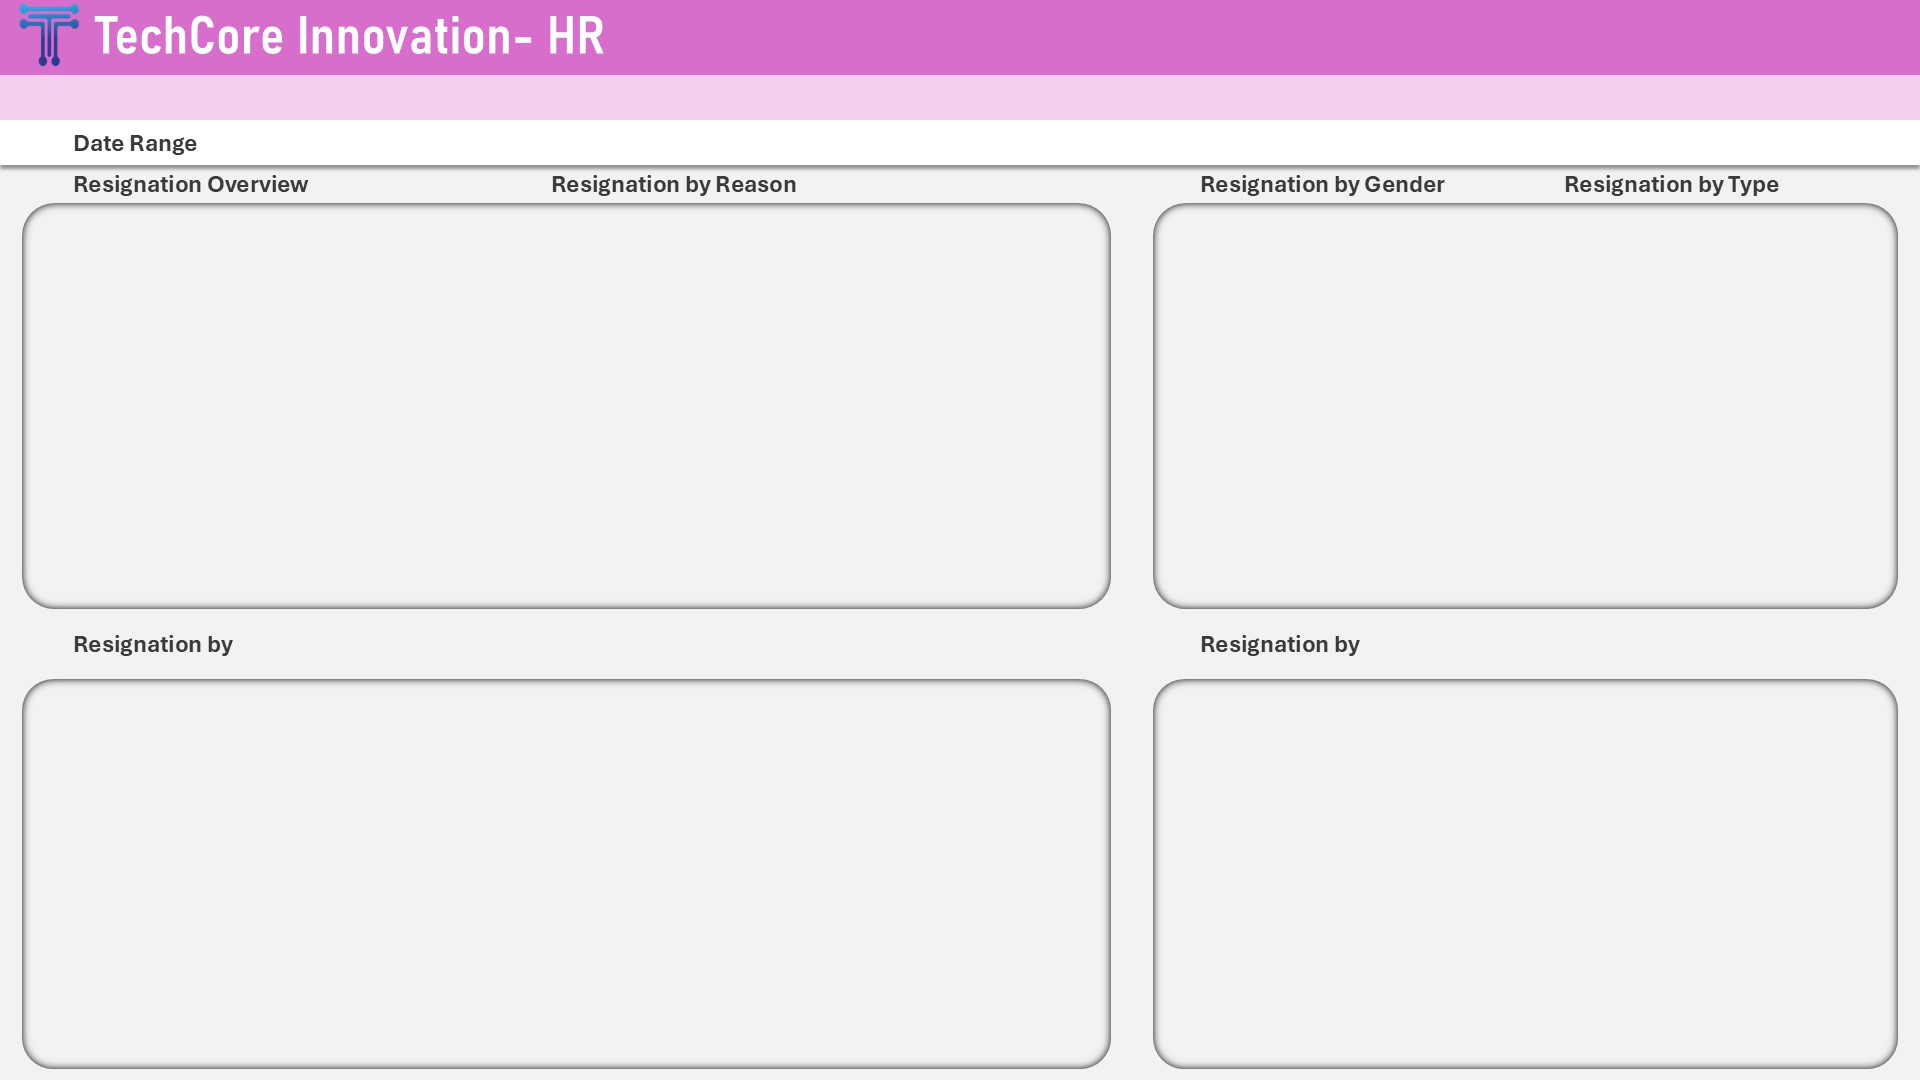 TechCore Innovation- HR
Date Range
Resignation Overview
Resignation by Reason
Resignation by Gender
Resignation by Type
Resignation by
Resignation by